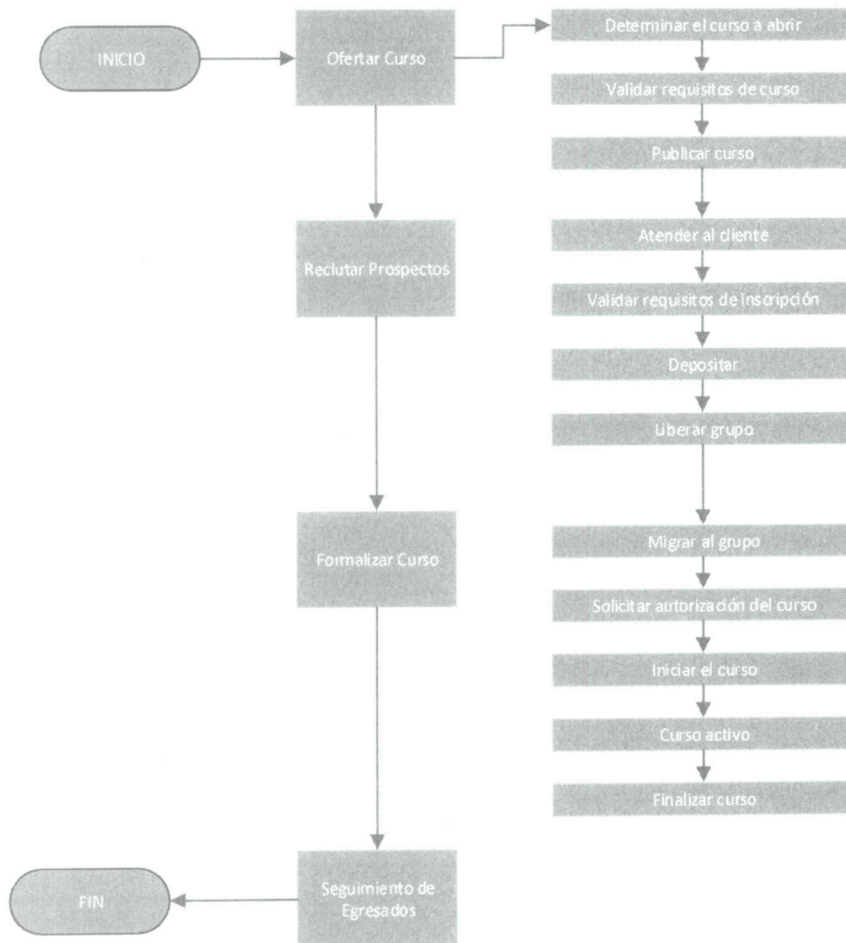 INICIO
Ofertar Curso
Determinar el curso a abrir
Validar requisitos de curso
Publicar curso
Reclutar Prospectos
Atender al cliente
Validar requisitos de inscripción
Depositar
Liberar grupo
Formalizar Curso
Migrar al grupo
Solicitar autorización del curso
Iniciar el curso
Curso activo
Finalizar curso
Seguimiento de
Egresados
FIN